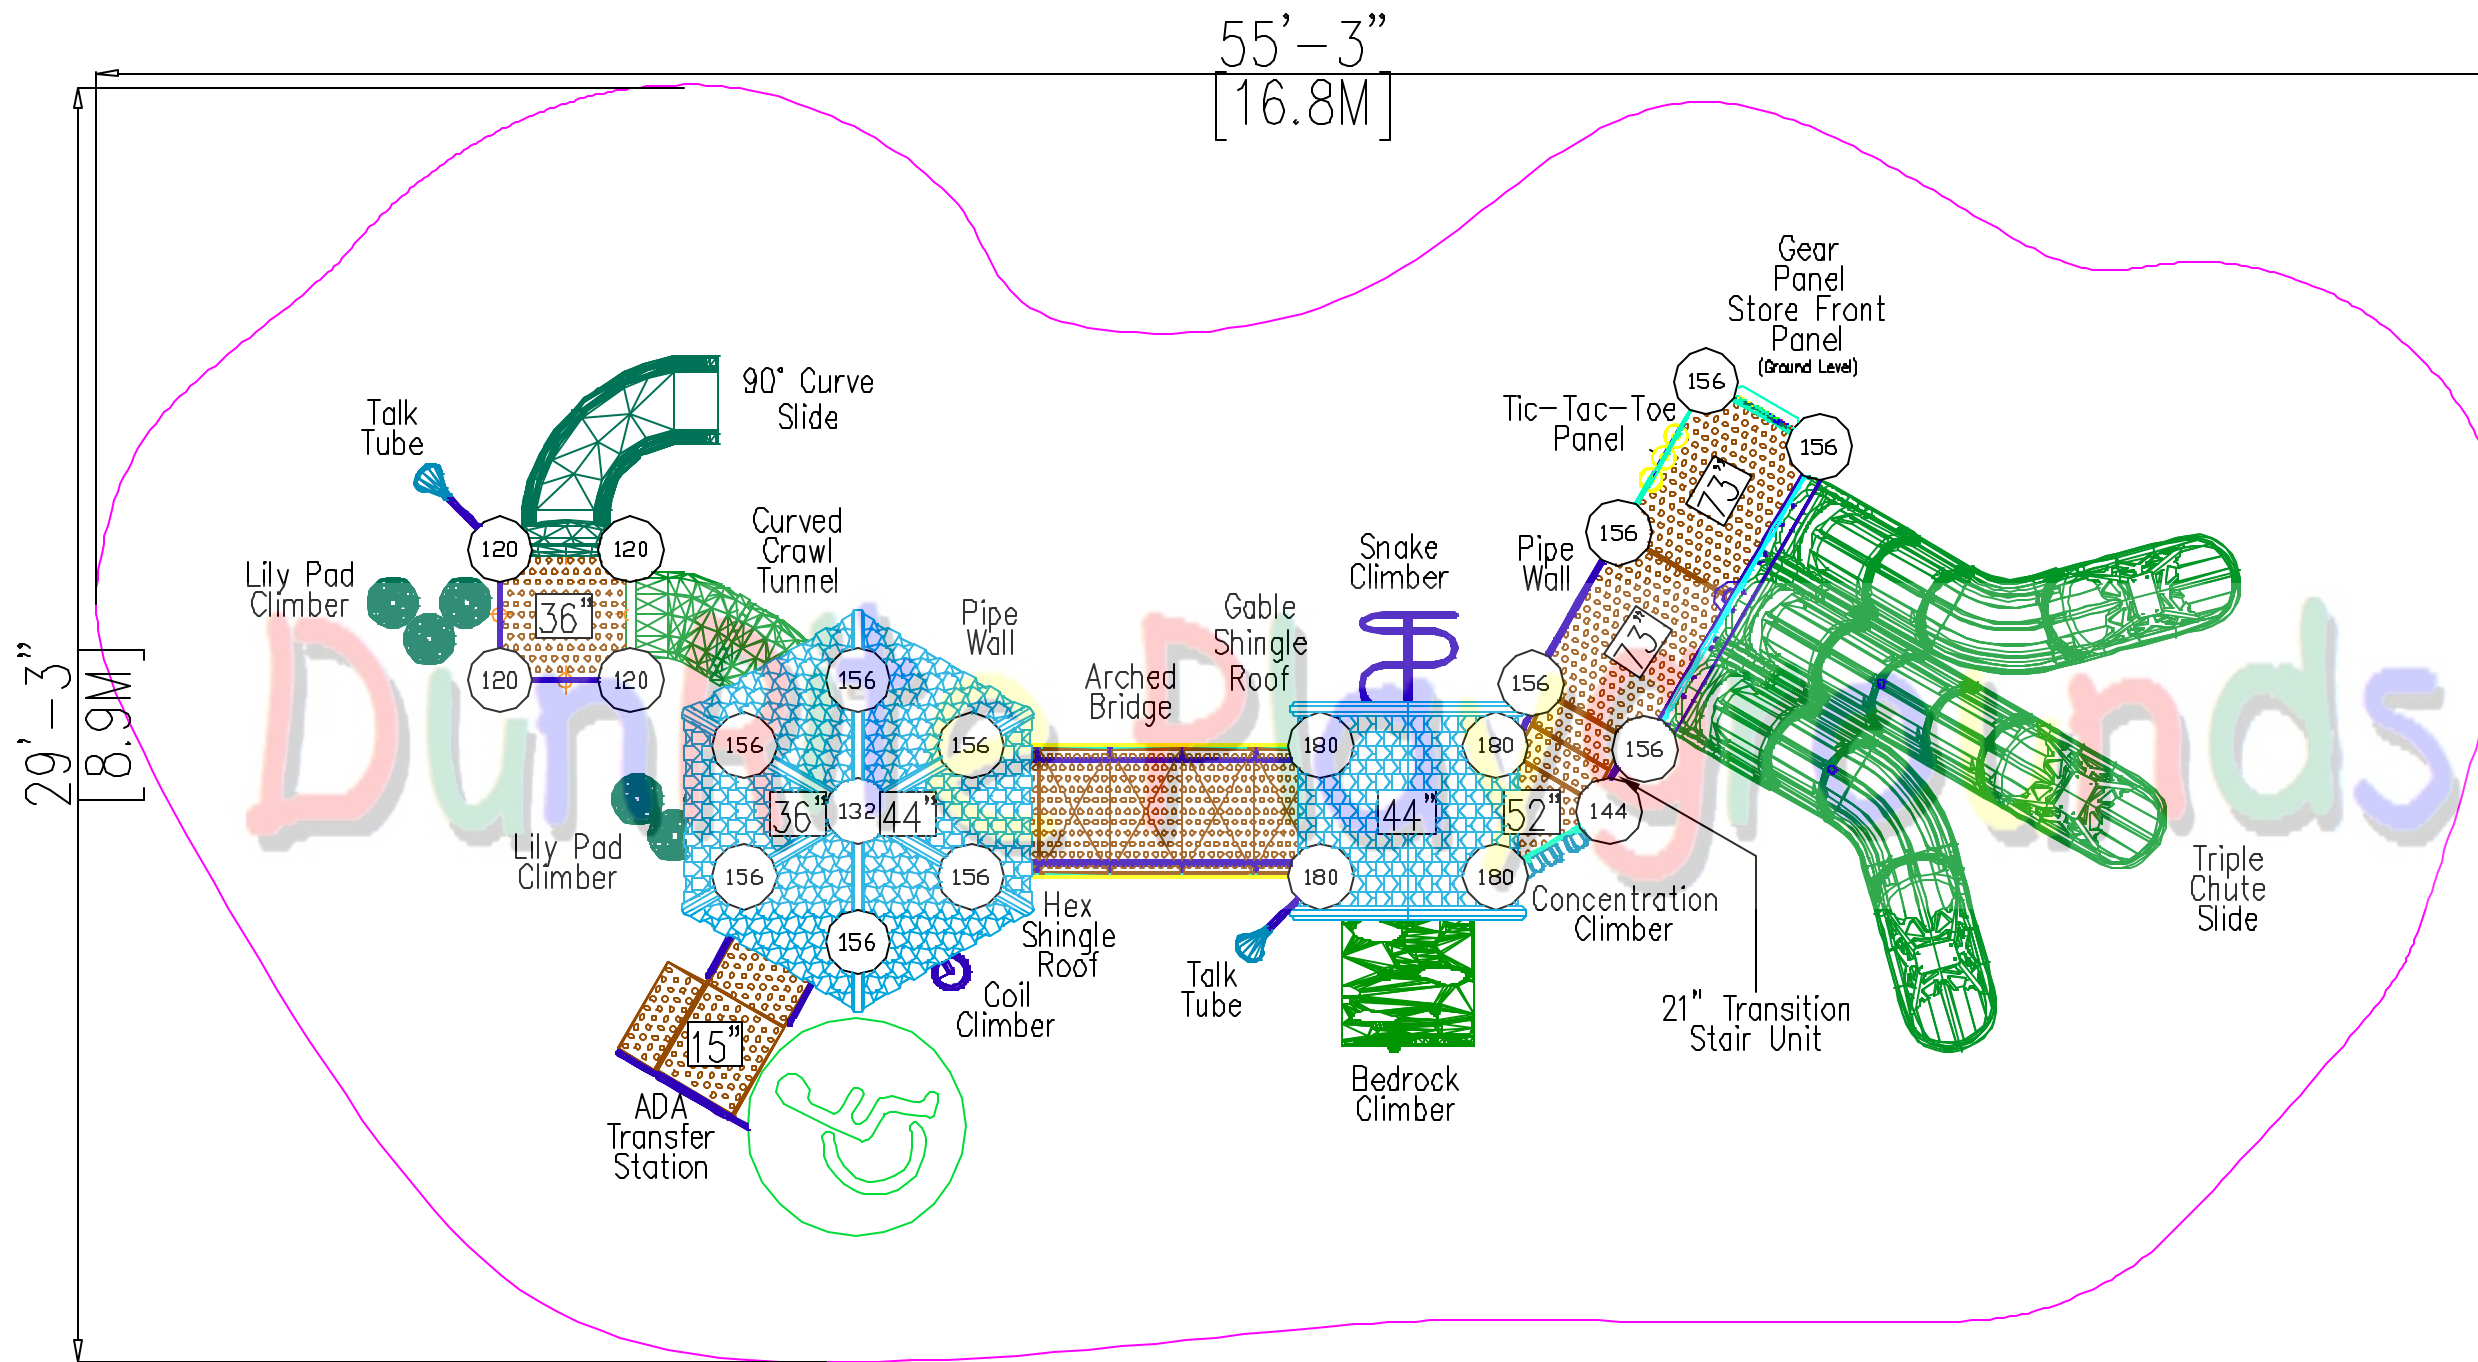 55'-3"
[16.8M]
29'-3"
[8.9M]
Gear
Panel
Store Front
Panel
(Ground Level)
90° Curve
Slide
Talk
Tube
Tic-Tac-Toe
Panel
156
156
73"
Curved
Crawl
Tunnel
Snake
Climber
Pipe
Wall
156
120
120
Lily Pad
Climber
36"
Pipe
Wall
Gable
Shingle
Roof
73"
120
120
156
Arched
Bridge
156
156
156
180
180
156
36"
132
44"
44"
52"
144
Lily Pad
Climber
156
156
180
180
Concentration
Climber
Triple
Chute
Slide
Hex
Shingle
Roof
156
Talk
Tube
Coil
Climber
21" Transition
Stair Unit
15"
Bedrock
Climber
ADA
Transfer
Station
DunRite Playgrounds